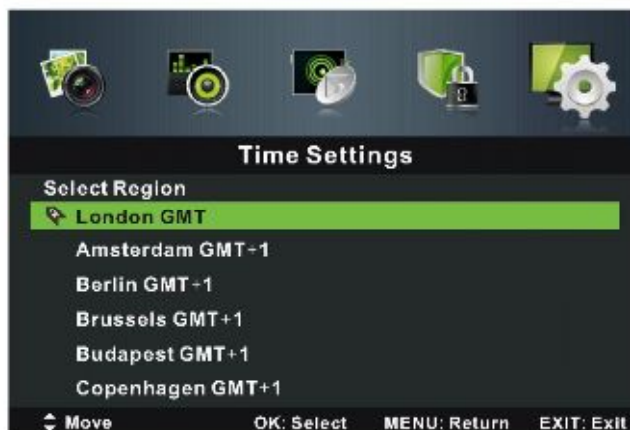 Time Settings
Select Region
London GMT
Amsterdam GMT+1
Berlin GMT+1
Brussels GMT+1
Budapest GMT+1
Copenhagen GMT+1
Move OK: Select MENU: Return EXIT: Exit